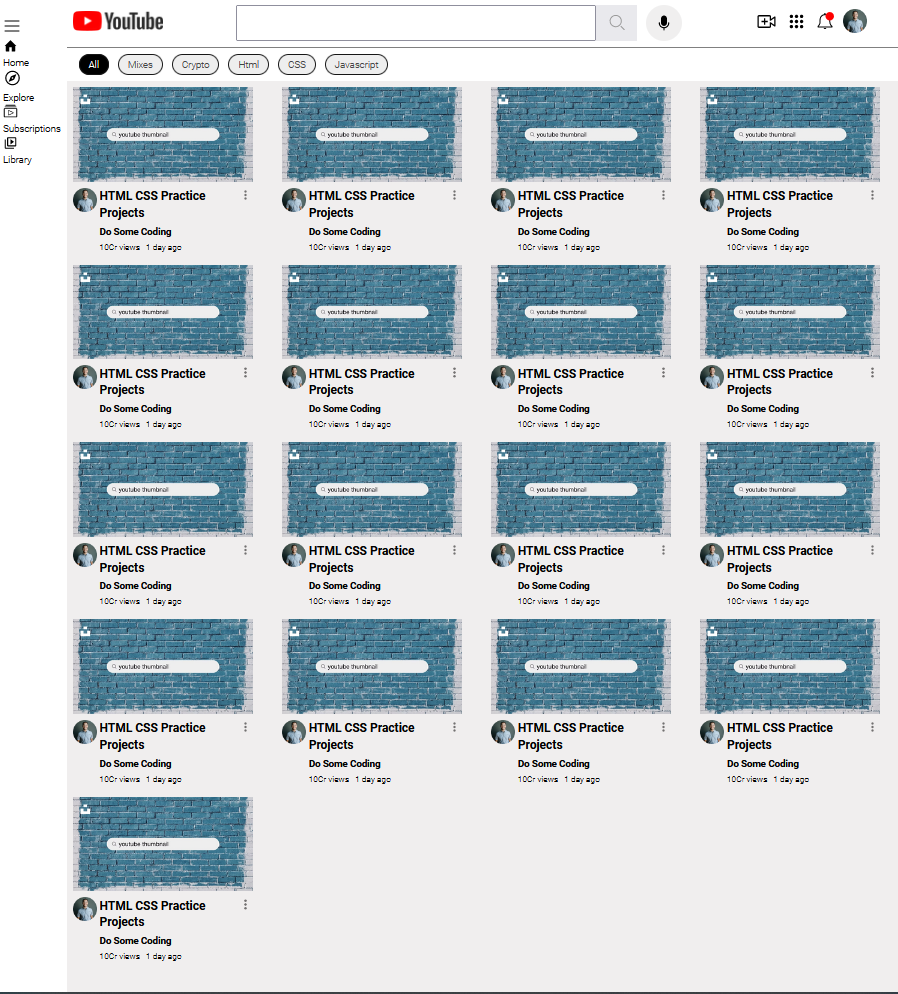 YouTube
All Mixes Crypto Html CSS Javascript
Home
Explore
Subscriptions
Library
youtube thumbnail youtube thumbnail youtube thumbnail youtube thumbnail
HTML CSS Practice HTML CSS Practice HTML CSS Practice HTML CSS Practice
Projects Projects Projects Projects
Do Some Coding Do Some Coding Do Some Coding Do Some Coding
10Cr views 1 day ago 10Cr views 1 day ago 10Cr views 1 day ago 10Cr views 1 day ago
youtube thumbnail youtube thumbnail youtube thumbnail youtube thumbnail
HTML CSS Practice HTML CSS Practice HTML CSS Practice HTML CSS Practice
Projects Projects Projects Projects
Do Some Coding Do Some Coding Do Some Coding Do Some Coding
10Cr views 1 day ago 10Cr views 1 day ago 10Cr views 1 day ago 10Cr views 1 day ago
youtube thumbnail youtube thumbnail youtube thumbnail youtube thumbnail
HTML CSS Practice HTML CSS Practice HTML CSS Practice HTML CSS Practice
Projects Projects Projects Projects
Do Some Coding Do Some Coding Do Some Coding Do Some Coding
10Cr views 1 day ago 10Cr views 1 day ago 10Cr views 1 day ago 10Cr views 1 day ago
youtube thumbnail youtube thumbnail youtube thumbnail youtube thumbnail
HTML CSS Practice HTML CSS Practice HTML CSS Practice HTML CSS Practice
Projects Projects Projects Projects
Do Some Coding Do Some Coding Do Some Coding Do Some Coding
10Cr views 1 day ago 10Cr views 1 day ago 10Cr views 1 day ago 10Cr views 1 day ago
youtube thumbnail
HTML CSS Practice
Projects
Do Some Coding
10Cr views 1 day ago